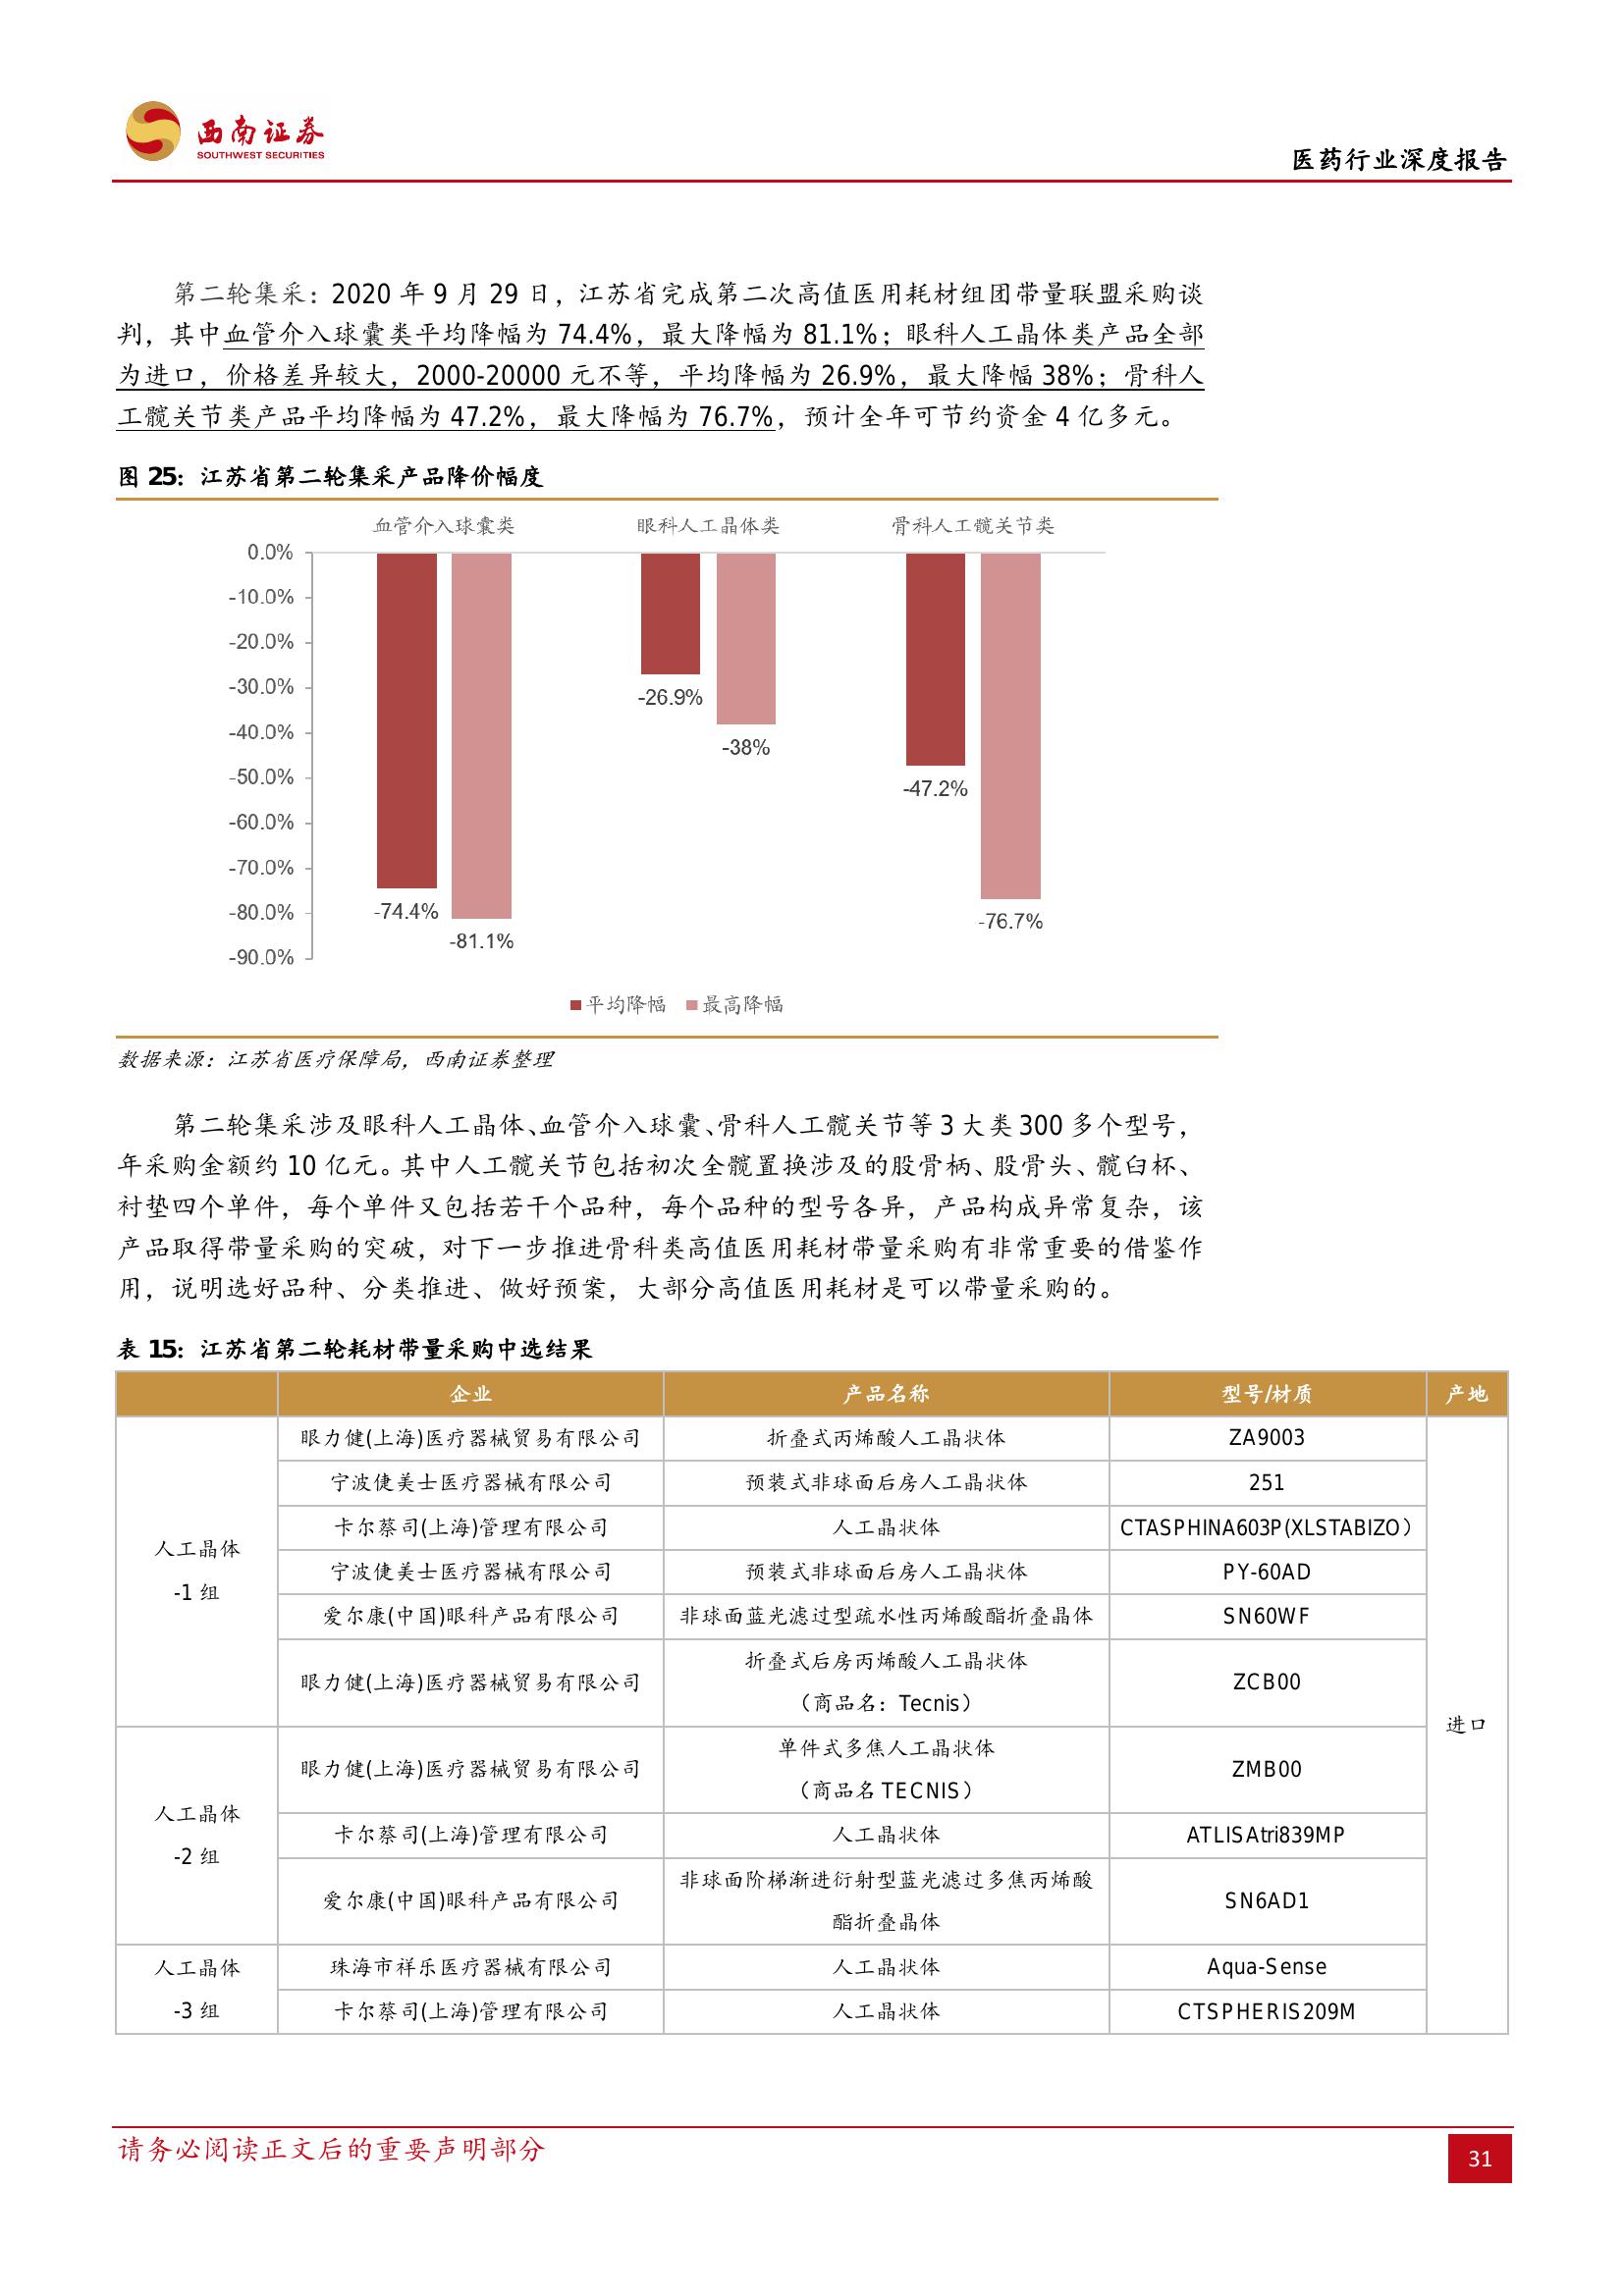 西南证券
SOUTHWEST SECURITIES
医药行业深度报告
第二轮集采：2020 年 9 月 29 日，江苏省完成第二次高值医用耗材组团带量联盟采购谈
判，其中血管介入球囊类平均降幅为 74.4%，最大降幅为 81.1%；眼科人工晶体类产品全部
为进口，价格差异较大，2000-20000 元不等，平均降幅为 26.9%，最大降幅 38%；骨科人
工髋关节类产品平均降幅为 47.2%，最大降幅为 76.7%，预计全年可节约资金 4 亿多元。
图 25：江苏省第二轮集采产品降价幅度
血管介入球囊类 眼科人工晶体类 骨科人工髋关节类
0.0%
-10.0%
-20.0%
-30.0%
-40.0%
-50.0%
-60.0%
-70.0%
-80.0%
-90.0%
-74.4%
-81.1%
-26.9%
-38%
-47.2%
-76.7%
平均降幅 最高降幅
数据来源：江苏省医疗保障局，西南证券整理
第二轮集采涉及眼科人工晶体、血管介入球囊、骨科人工髋关节等 3 大类 300 多个型号，
年采购金额约 10 亿元。其中人工髋关节包括初次全髋置换涉及的股骨柄、股骨头、髋臼杯、
衬垫四个单件，每个单件又包括若干个品种，每个品种的型号各异，产品构成异常复杂，该
产品取得带量采购的突破，对下一步推进骨科类高值医用耗材带量采购有非常重要的借鉴作
用，说明选好品种、分类推进、做好预案，大部分高值医用耗材是可以带量采购的。
表 15：江苏省第二轮耗材带量采购中选结果
企业 产品名称 型号/材质 产地
人工晶体
-1 组
眼力健(上海)医疗器械贸易有限公司 折叠式丙烯酸人工晶状体 ZA9003
宁波倢美士医疗器械有限公司 预装式非球面后房人工晶状体 251
卡尔蔡司(上海)管理有限公司 人工晶状体 CTASPHINA603P(XLSTABIZO）
宁波倢美士医疗器械有限公司 预装式非球面后房人工晶状体 PY-60AD
爱尔康(中国)眼科产品有限公司 非球面蓝光滤过型疏水性丙烯酸酯折叠晶体 SN60WF
眼力健(上海)医疗器械贸易有限公司 折叠式后房丙烯酸人工晶状体 ZCB00
（商品名：Tecnis）
进口
人工晶体
-2 组
眼力健(上海)医疗器械贸易有限公司 单件式多焦人工晶状体 ZMB00
（商品名 TECNIS）
卡尔蔡司(上海)管理有限公司 人工晶状体 ATLISAtri839MP
爱尔康(中国)眼科产品有限公司 非球面阶梯渐进衍射型蓝光滤过多焦丙烯酸 SN6AD1
酯折叠晶体
人工晶体
-3 组
珠海市祥乐医疗器械有限公司 人工晶状体 Aqua-Sense
卡尔蔡司(上海)管理有限公司 人工晶状体 CTSPHERIS209M
请务必阅读正文后的重要声明部分
31